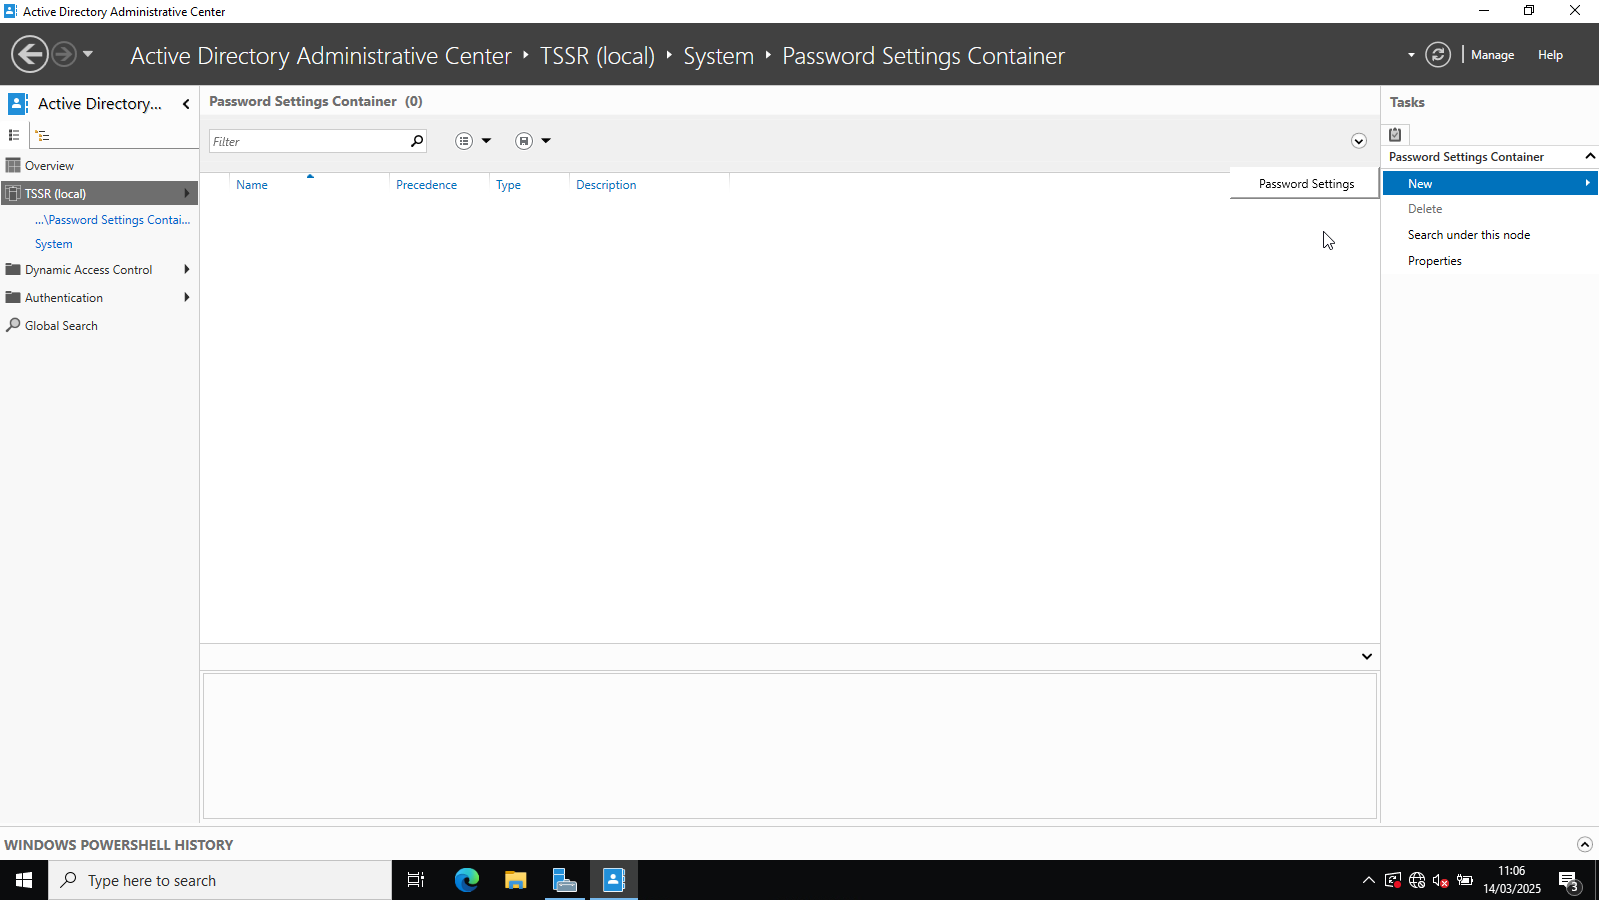 Active Directory Administrative Center
Active Directory Administrative Center TSSR (local) System Password Settings Container
Manage
Help
Active Directory...
Overview
TSSR (local)
...\Password Settings Contai...
System
Dynamic Access Control
Authentication
Global Search
Password Settings Container (0)
Filter
Name Precedence Type Description
Password Settings
Tasks
Password Settings Container
New
Delete
Search under this node
Properties
WINDOWS POWERSHELL HISTORY
Type here to search
11:06
14/03/2025
3